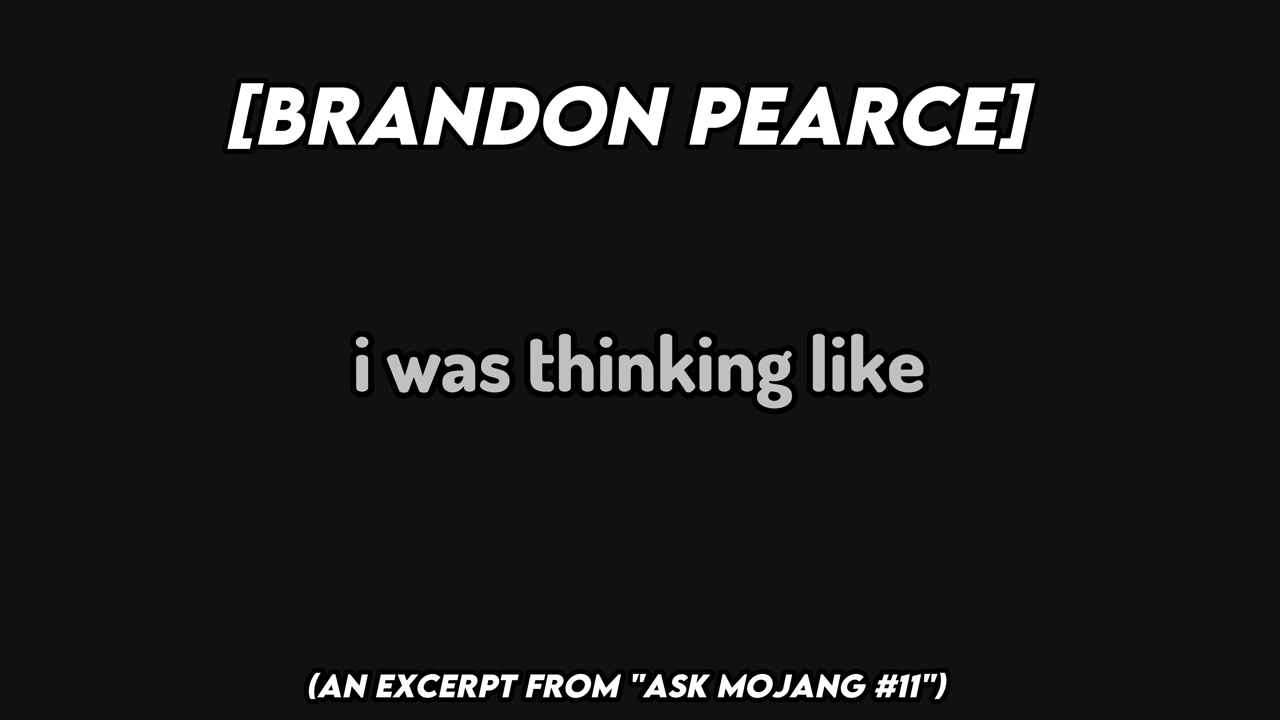 [BRANDON PEARCE]
i was thinking like
(AN EXCERPT FROM "ASK MOJANG #11")